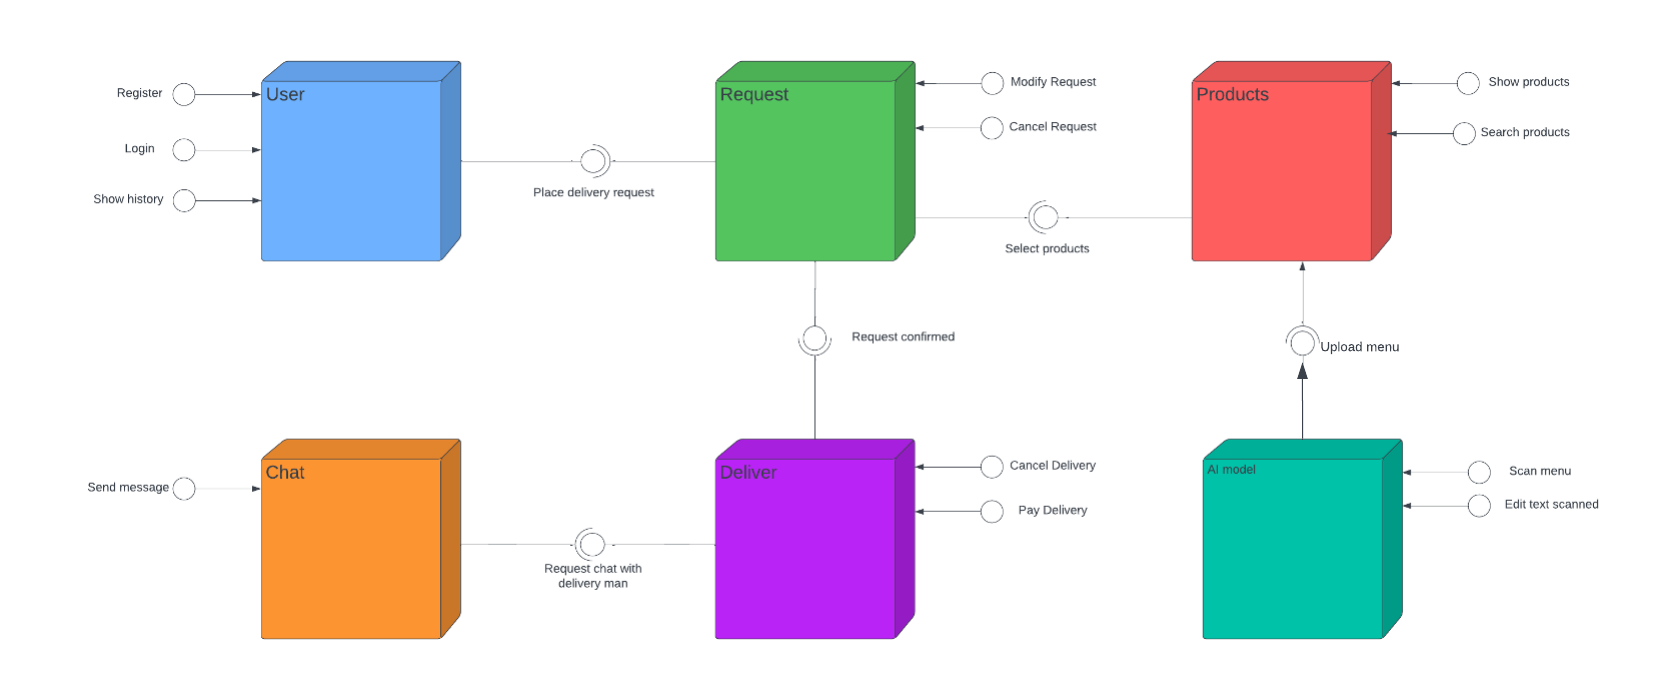 Register
User
Login
Show history
Place delivery request
Request
Modify Request
Cancel Request
Select products
Products
Show products
Search products
Request confirmed
Upload menu
Chat
Send message
Request chat with
delivery man
Deliver
Cancel Delivery
Pay Delivery
AI model
Scan menu
Edit text scanned